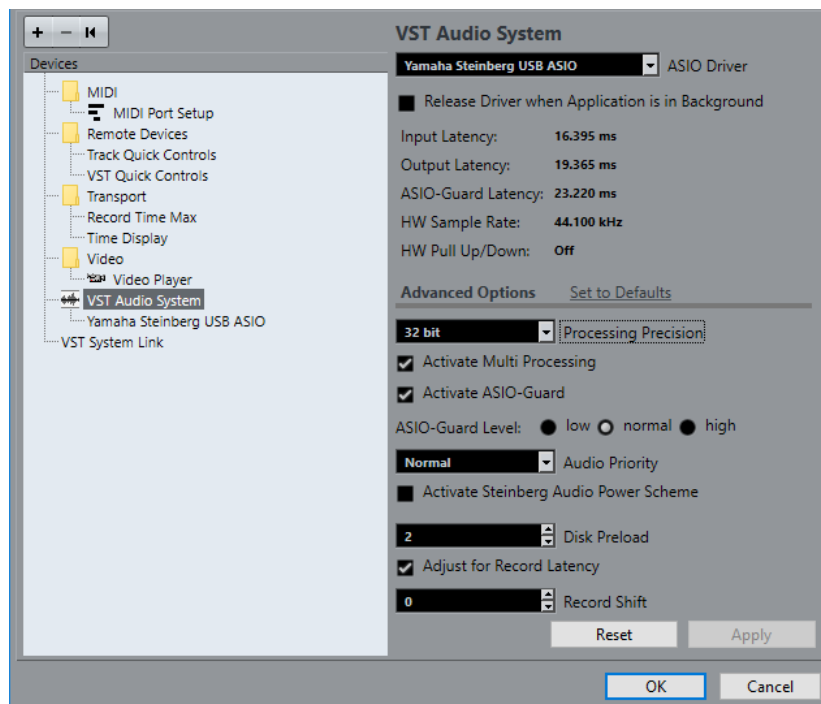 VST Audio System
Devices
Yamaha Steinberg USB ASIO ASIO Driver
MIDI
MIDI Port Setup
Remote Devices
Track Quick Controls
VST Quick Controls
Transport
Record Time Max
Time Display
Video
Video Player
VST Audio System
Yamaha Steinberg USB ASIO
VST System Link
Release Driver when Application is in Background
Input Latency: 16.395 ms
Output Latency: 19.365 ms
ASIO-Guard Latency: 23.220 ms
HW Sample Rate: 44.100 kHz
HW Pull Up/Down: Off
Advanced Options Set to Defaults
32 bit Processing Precision
Activate Multi Processing
Activate ASIO-Guard
ASIO-Guard Level: low normal high
Normal Audio Priority
Activate Steinberg Audio Power Scheme
2 Disk Preload
Adjust for Record Latency
0 Record Shift
Reset Apply
OK Cancel